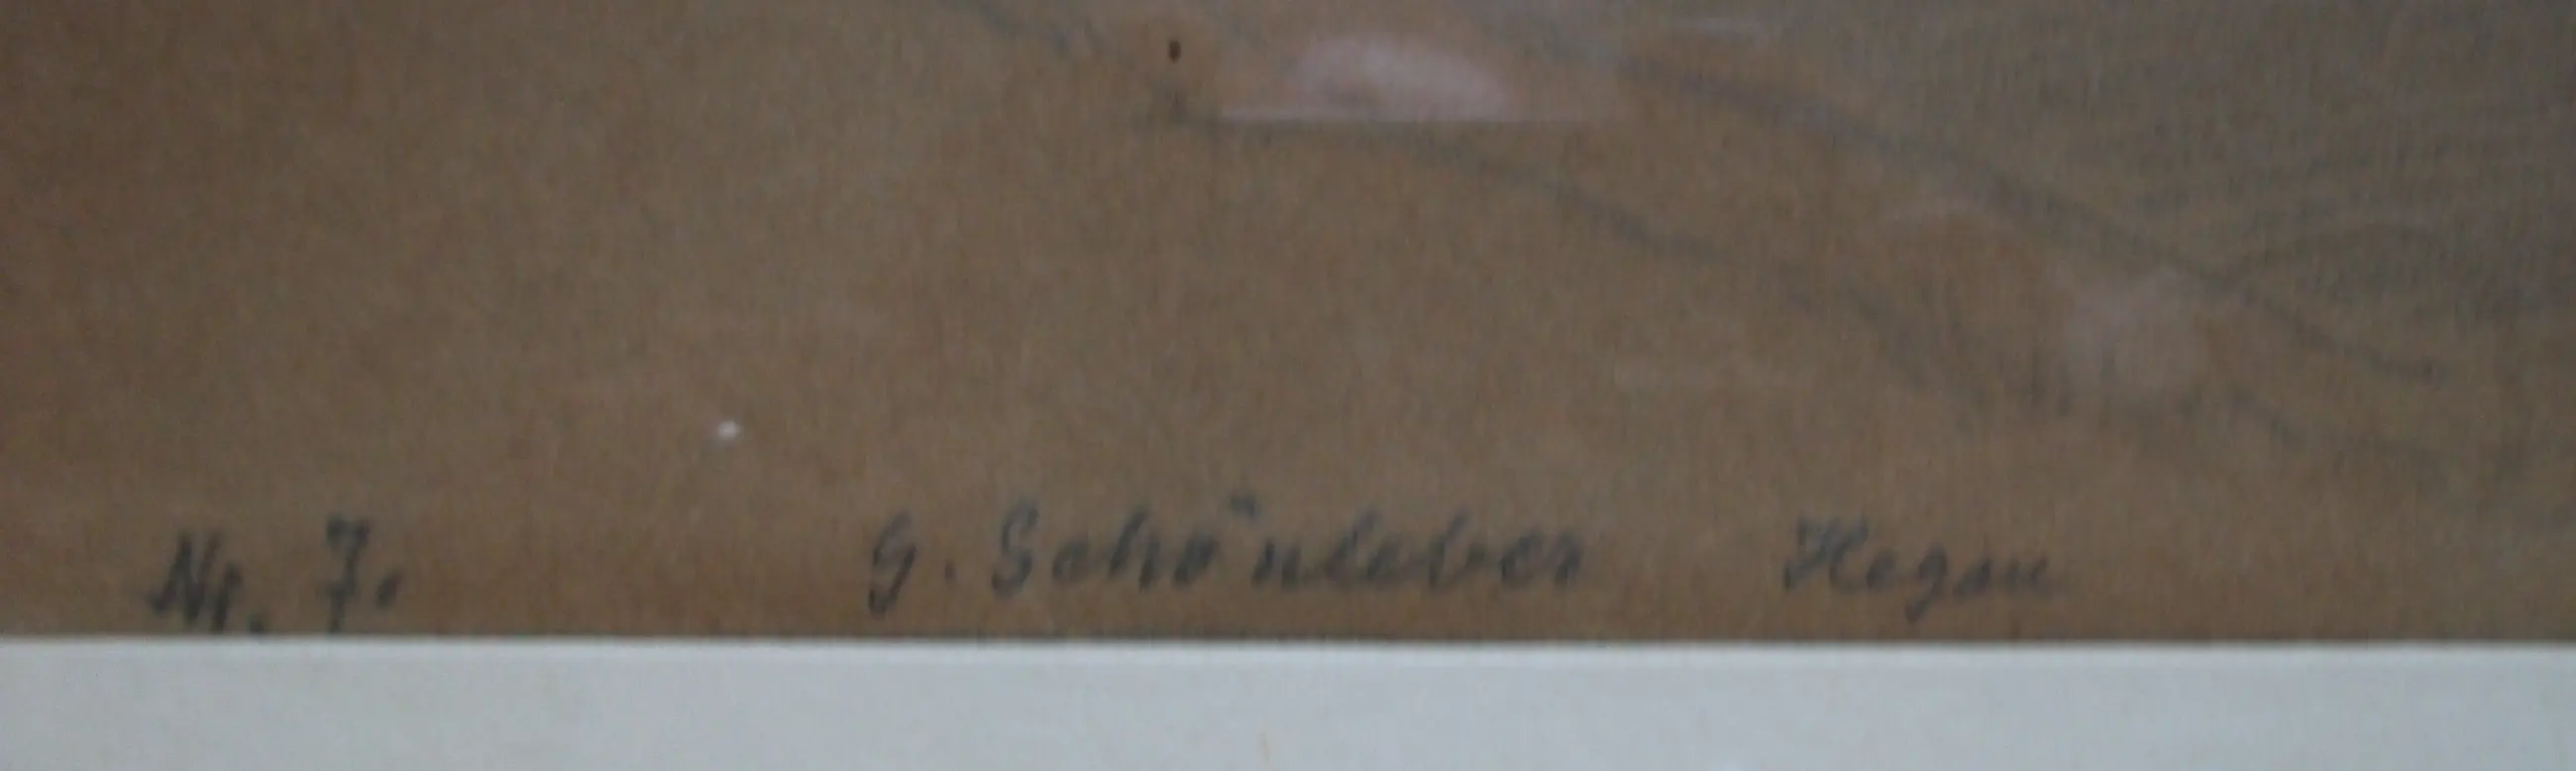 Nr. 7. G. Schönleber Hegau